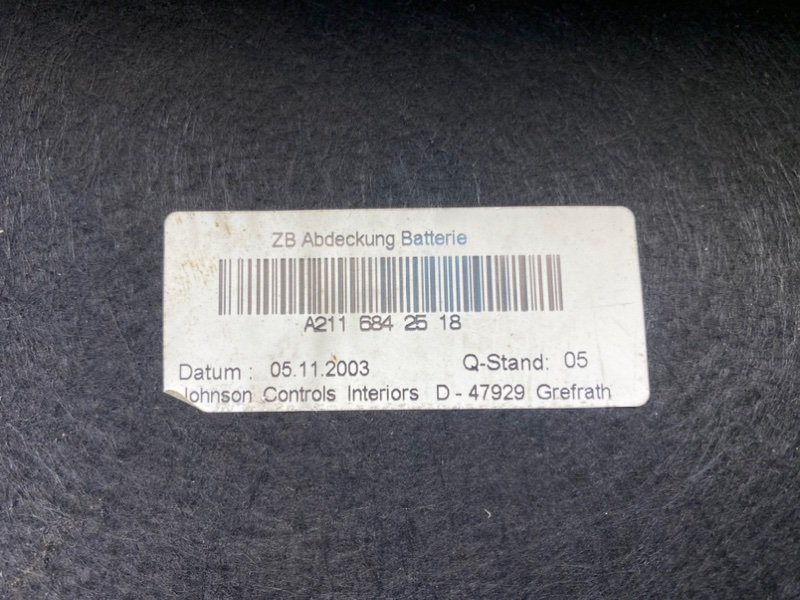 ZB Abdeckung Batterie
A211 684 25 18
Datum : 05.11.2003 Q-Stand: 05
Johnson Controls Interiors D - 47929 Grefrath